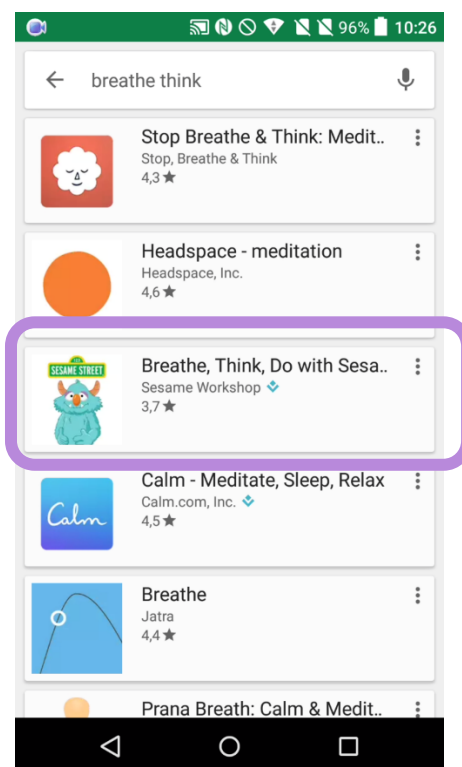 96% 10:26
breathe think
Stop Breathe & Think: Medit..
Stop, Breathe & Think
4,3★
Headspace - meditation
Headspace, Inc.
4,6★
SESAME STREET
Breathe, Think, Do with Sesa..
Sesame Workshop
3,7★
Calm
Calm - Meditate, Sleep, Relax
Calm.com, Inc.
4,5★
Breathe
Jatra
4,4★
Prana Breath: Calm & Medit..